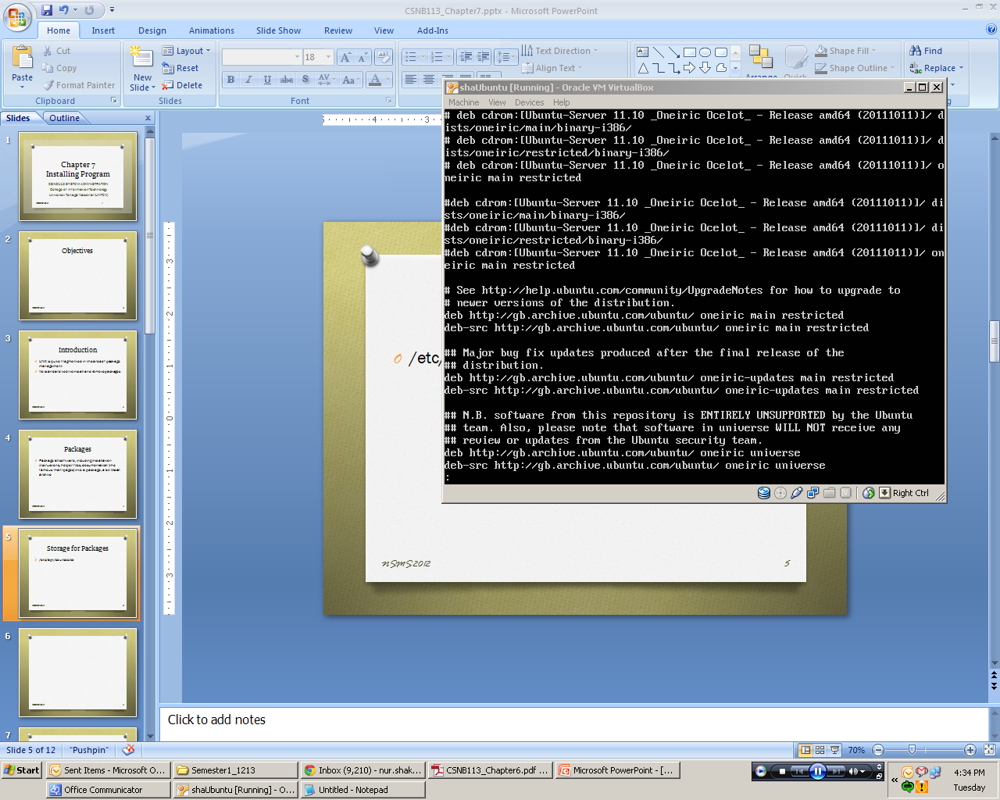 CSNB113_Chapter7.pptx - Microsoft PowerPoint
Home Insert Design Animations Slide Show Review View Add-Ins
Paste
Cut
Copy
Format Painter
Clipboard
New Slide
Layout
Reset
Delete
Slides
18
Font
Text Direction
Align Text
Shape Fill
Shape Outline
Find
Replace
Slides Outline
1
Chapter 7
Installing Program
2
Objectives
3
Introduction
4
Packages
5
Storage for Packages
6
7
/etc/
nSMS2012
5
shaUbuntu [Running] - Oracle VM VirtualBox
Machine View Devices Help
# deb cdrom:[Ubuntu-Server 11.10 _Oneiric Ocelot_ - Release amd64 (20111011)]/ d
ists/oneiric/main/binary-i386/
# deb cdrom:[Ubuntu-Server 11.10 _Oneiric Ocelot_ - Release amd64 (20111011)]/ d
ists/oneiric/restricted/binary-i386/
# deb cdrom:[Ubuntu-Server 11.10 _Oneiric Ocelot_ - Release amd64 (20111011)]/ o
neiric main restricted
#deb cdrom:[Ubuntu-Server 11.10 _Oneiric Ocelot_ - Release amd64 (20111011)]/ di
sts/oneiric/main/binary-i386/
#deb cdrom:[Ubuntu-Server 11.10 _Oneiric Ocelot_ - Release amd64 (20111011)]/ di
sts/oneiric/restricted/binary-i386/
#deb cdrom:[Ubuntu-Server 11.10 _Oneiric Ocelot_ - Release amd64 (20111011)]/ on
eiric main restricted
# See http://help.ubuntu.com/community/UpgradeNotes for how to upgrade to
# newer versions of the distribution.
deb http://gb.archive.ubuntu.com/ubuntu/ oneiric main restricted
deb-src http://gb.archive.ubuntu.com/ubuntu/ oneiric main restricted
## Major bug fix updates produced after the final release of the
## distribution.
deb http://gb.archive.ubuntu.com/ubuntu/ oneiric-updates main restricted
deb-src http://gb.archive.ubuntu.com/ubuntu/ oneiric-updates main restricted
## N.B. software from this repository is ENTIRELY UNSUPPORTED by the Ubuntu
## team. Also, please note that software in universe WILL NOT receive any
## review or updates from the Ubuntu security team.
deb http://gb.archive.ubuntu.com/ubuntu/ oneiric universe
deb-src http://gb.archive.ubuntu.com/ubuntu/ oneiric universe
:
Right Ctrl
Click to add notes
Slide 5 of 12 "Pushpin" 70%
Start Sent Items - Microsoft O... Semester1_1213 Inbox (9,210) - nur.shak... CSNB113_Chapter6.pdf ... Microsoft PowerPoint - [...
Office Communicator shaUbuntu [Running] - O... Untitled - Notepad
4:34 PM
Tuesday